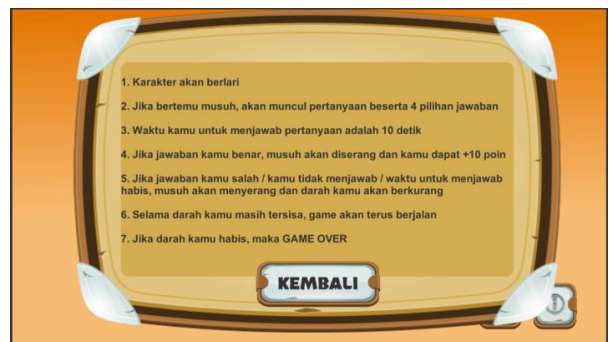 1. Karakter akan berlari
2. Jika bertemu musuh, akan muncul pertanyaan beserta 4 pilihan jawaban
3. Waktu kamu untuk menjawab pertanyaan adalah 10 detik
4. Jika jawaban kamu benar, musuh akan diserang dan kamu dapat +10 poin
5. Jika jawaban kamu salah / kamu tidak menjawab / waktu untuk menjawab
habis, musuh akan menyerang dan darah kamu akan berkurang
6. Selama darah kamu masih tersisa, game akan terus berjalan
7. Jika darah kamu habis, maka GAME OVER
KEMBALI